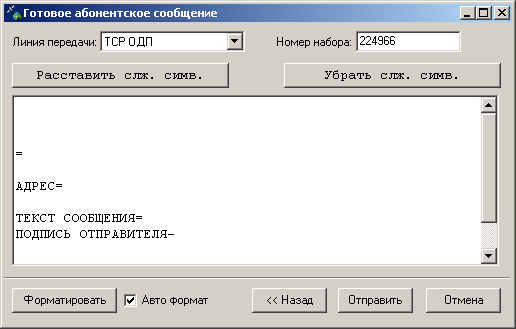 Готовое абонентское сообщение
Линия передачи: TCP ОДП Номер набора: 224966
Расставить слж. симв. Убрать слж. симв.
=
АДРЕС=
ТЕКСТ СООБЩЕНИЯ=
ПОДПИСЬ ОТПРАВИТЕЛЯ-
Форматировать Авто формат << Назад Отправить Отмена